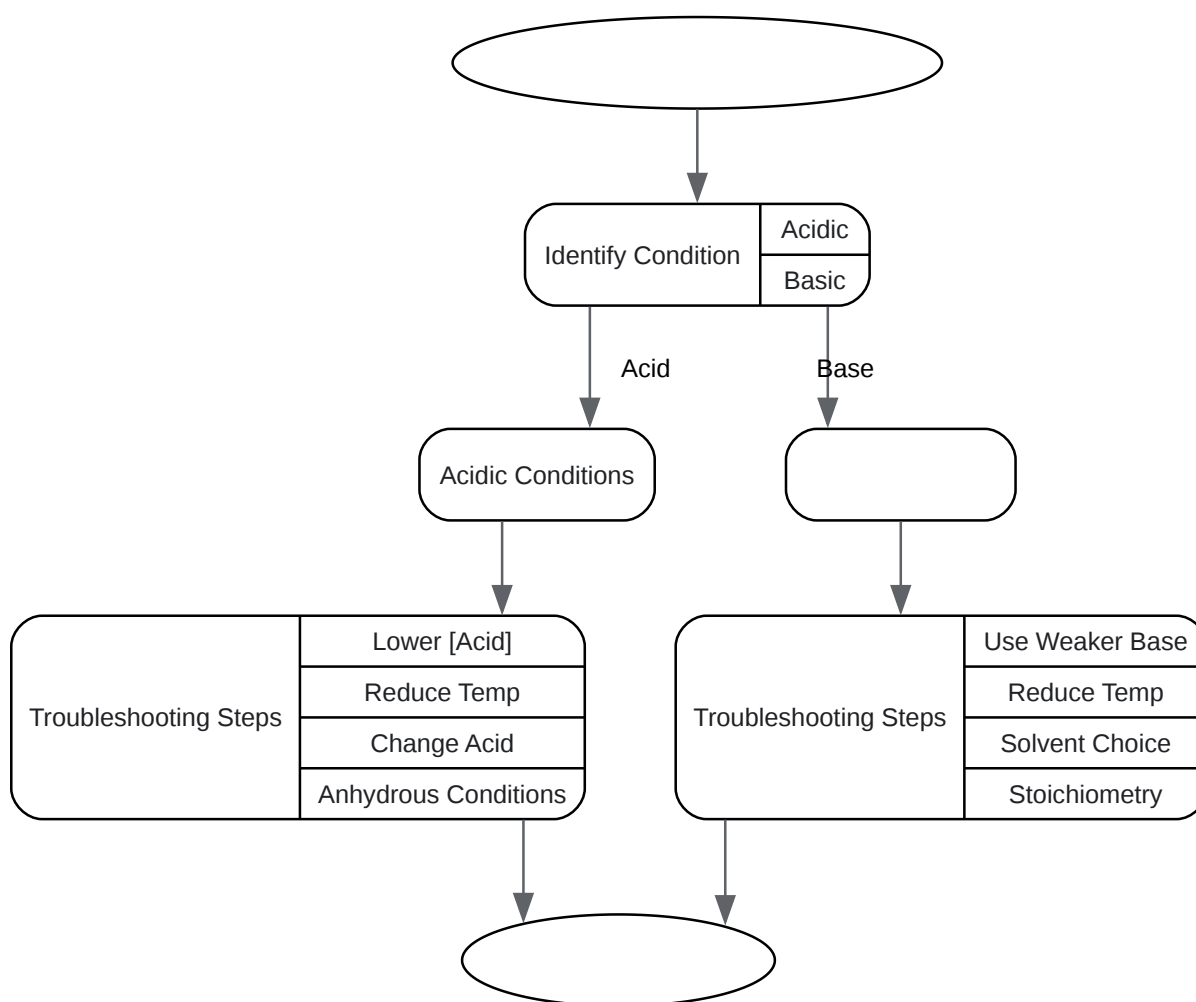 Identify Condition
Acidic
Basic
Acid
Base
Acidic Conditions
Troubleshooting Steps
Lower [Acid]
Reduce Temp
Change Acid
Anhydrous Conditions
Troubleshooting Steps
Use Weaker Base
Reduce Temp
Solvent Choice
Stoichiometry